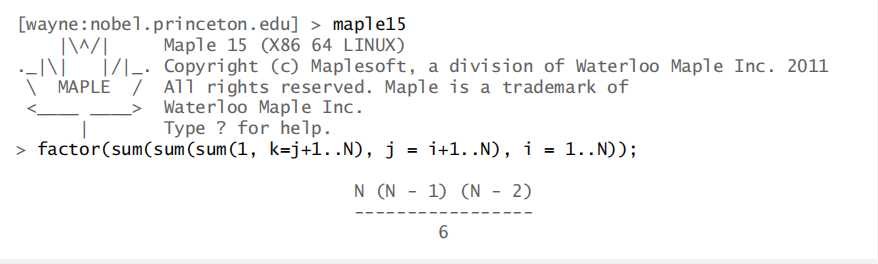 [wayne:nobel.princeton.edu] > maple15
    |\^/|     Maple 15 (X86 64 LINUX)
._|\|   |/|_. Copyright (c) Maplesoft, a division of Waterloo Maple Inc. 2011
 \  MAPLE  /  All rights reserved. Maple is a trademark of
 <____ ____>  Waterloo Maple Inc.
      |       Type ? for help.
> factor(sum(sum(sum(1, k=j+1..N), j = i+1..N), i = 1..N));
N (N - 1) (N - 2)
-----------------
6